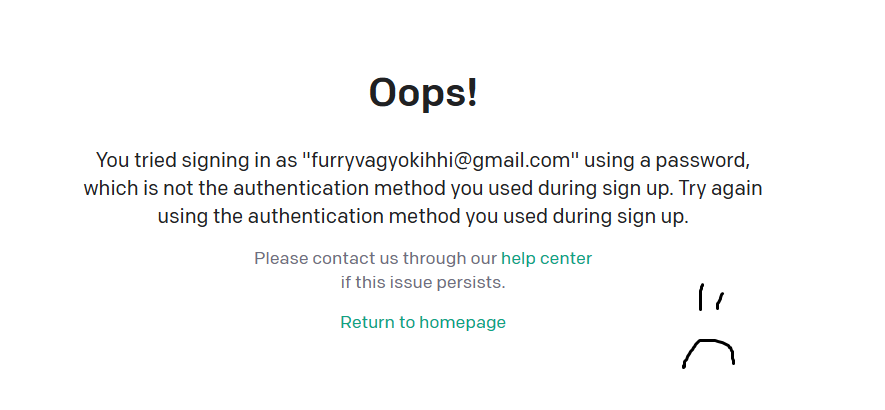 Oops!
You tried signing in as "furryvagyokihhi@gmail.com" using a password,
which is not the authentication method you used during sign up. Try again
using the authentication method you used during sign up.
Please contact us through our help center
if this issue persists.
Return to homepage